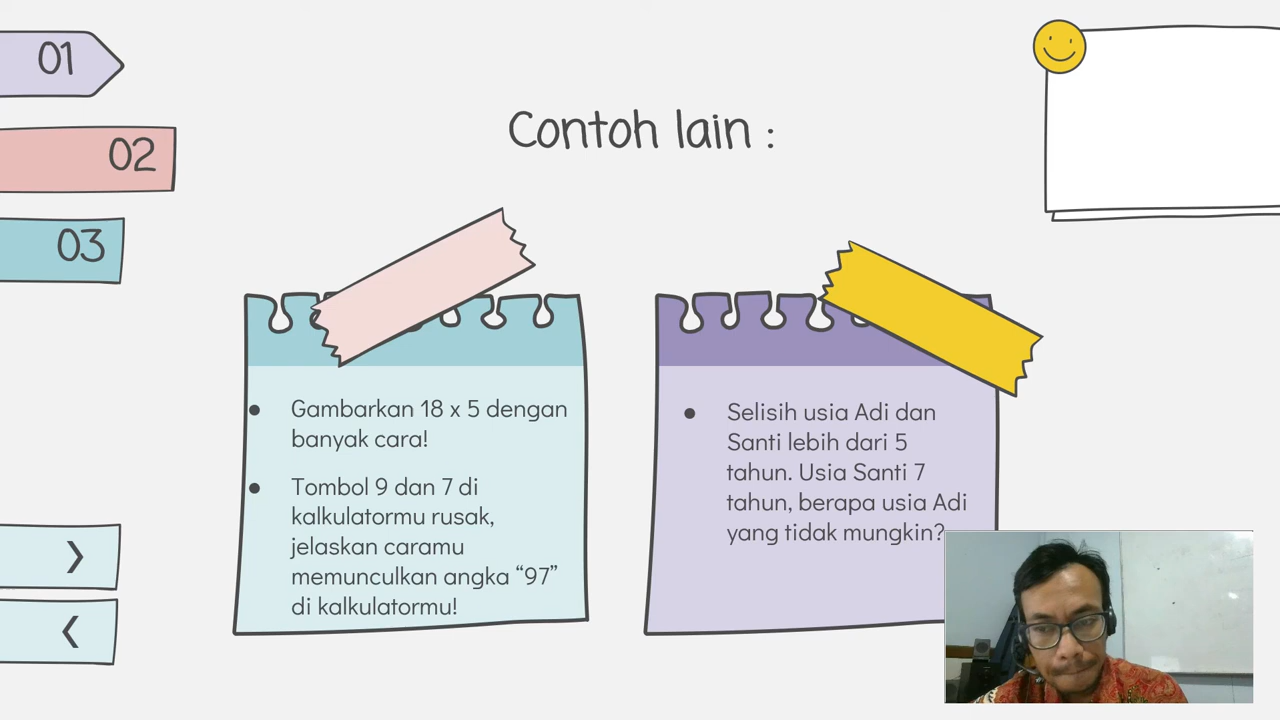 01
02
03
Contoh lain :
● Gambarkan 18 x 5 dengan
banyak cara!
● Tombol 9 dan 7 di
kalkulatormu rusak,
jelaskan caramu
memunculkan angka “97”
di kalkulatormu!
● Selisih usia Adi dan
Santi lebih dari 5
tahun. Usia Santi 7
tahun, berapa usia Adi
yang tidak mungkin?